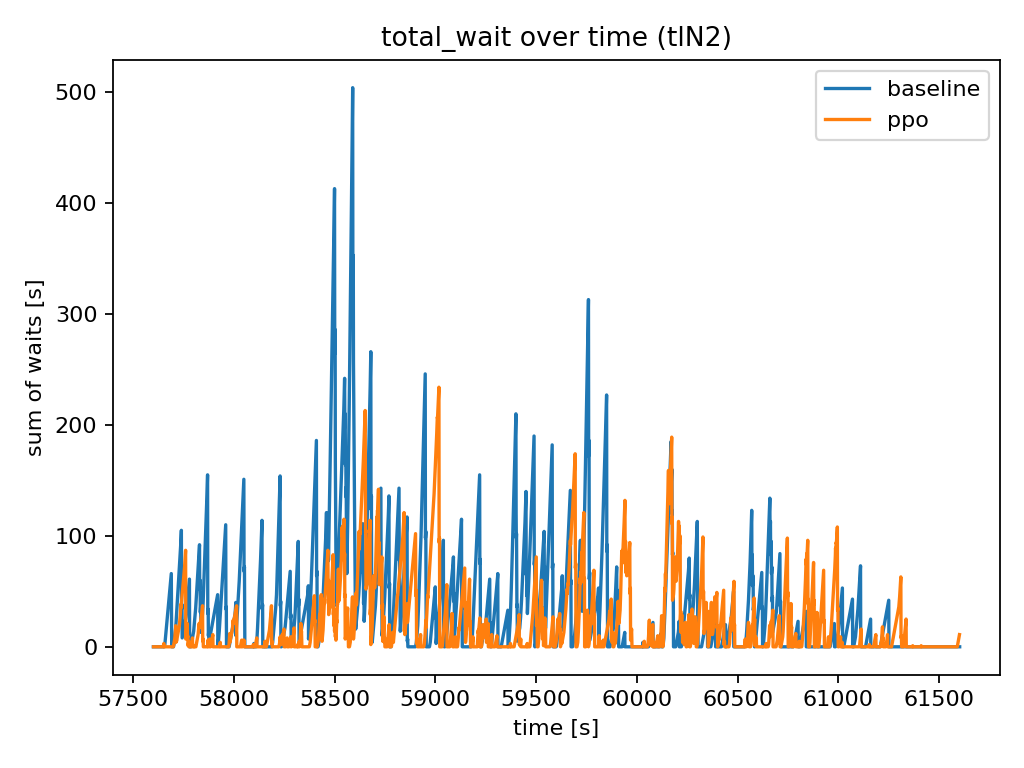 total_wait over time (tlN2)
baseline
ppo
sum of waits [s]
500
400
300
200
100
0
57500 58000 58500 59000 59500 60000 60500 61000 61500
time [s]